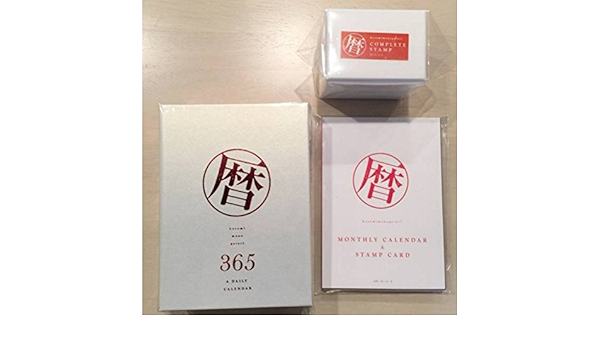 暦
COMPLETE
STAMP
暦
365
A DAILY
CALENDAR
暦
MONTHLY CALENDAR
&
STAMP CARD